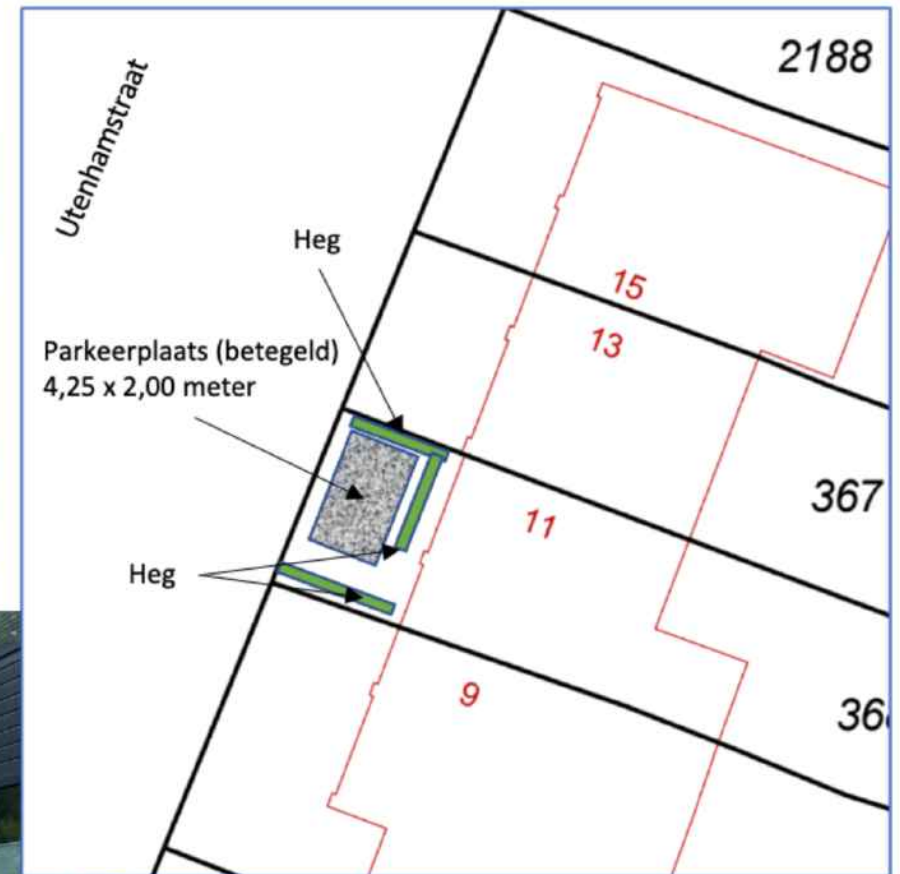 2188
Utenhamstraat
Heg
15
13
Parkeerplaats (betegeld)
4,25 x 2,00 meter
367
11
Heg
9